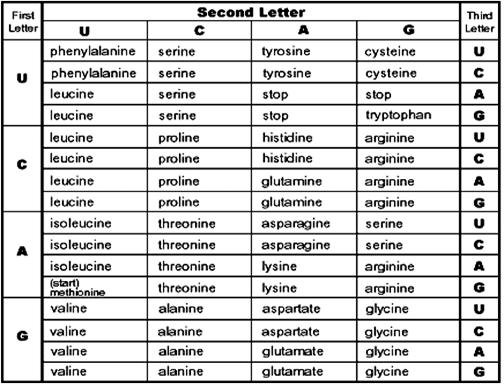 First Letter Second Letter Third Letter
U C A G
U phenylalanine serine tyrosine cysteine U
phenylalanine serine tyrosine cysteine C
leucine serine stop stop A
leucine serine stop tryptophan G
C leucine proline histidine arginine U
leucine proline histidine arginine C
leucine proline glutamine arginine A
leucine proline glutamine arginine G
A isoleucine threonine asparagine serine U
isoleucine threonine asparagine serine C
isoleucine threonine lysine arginine A
(start) methionine threonine lysine arginine G
G valine alanine aspartate glycine U
valine alanine aspartate glycine C
valine alanine glutamate glycine A
valine alanine glutamate glycine G